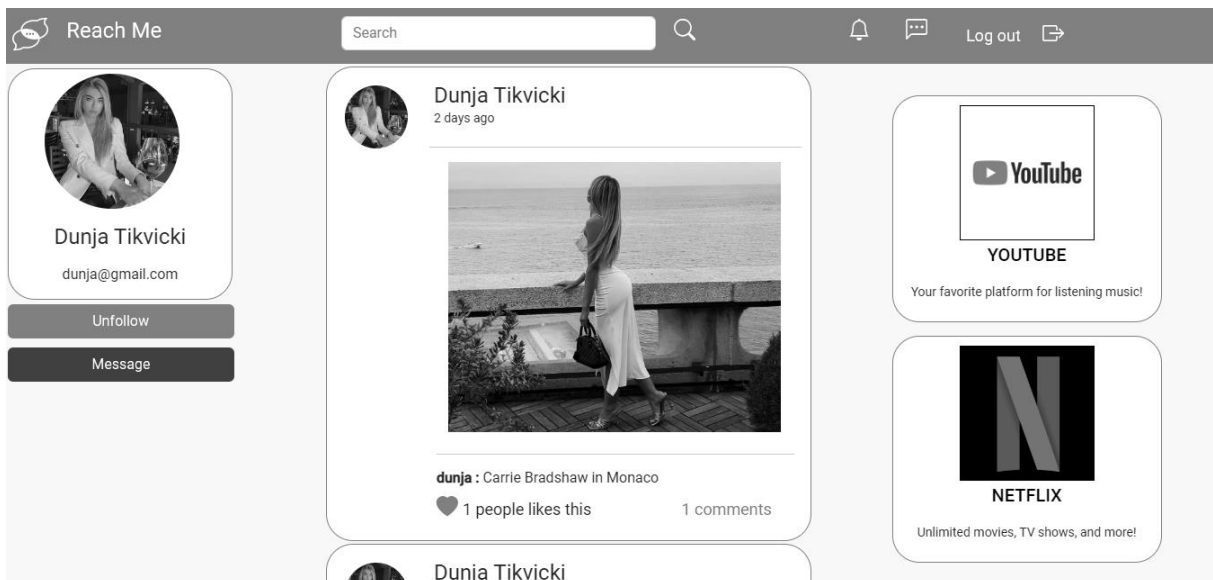 Reach Me
Search
Log out
Dunja Tikvicki
dunja@gmail.com
Unfollow
Message
Dunja Tikvicki
2 days ago
dunja : Carrie Bradshaw in Monaco
1 people likes this
1 comments
Dunja Tikvicki
YouTube
YOUTUBE
Your favorite platform for listening music!
NETFLIX
Unlimited movies, TV shows, and more!